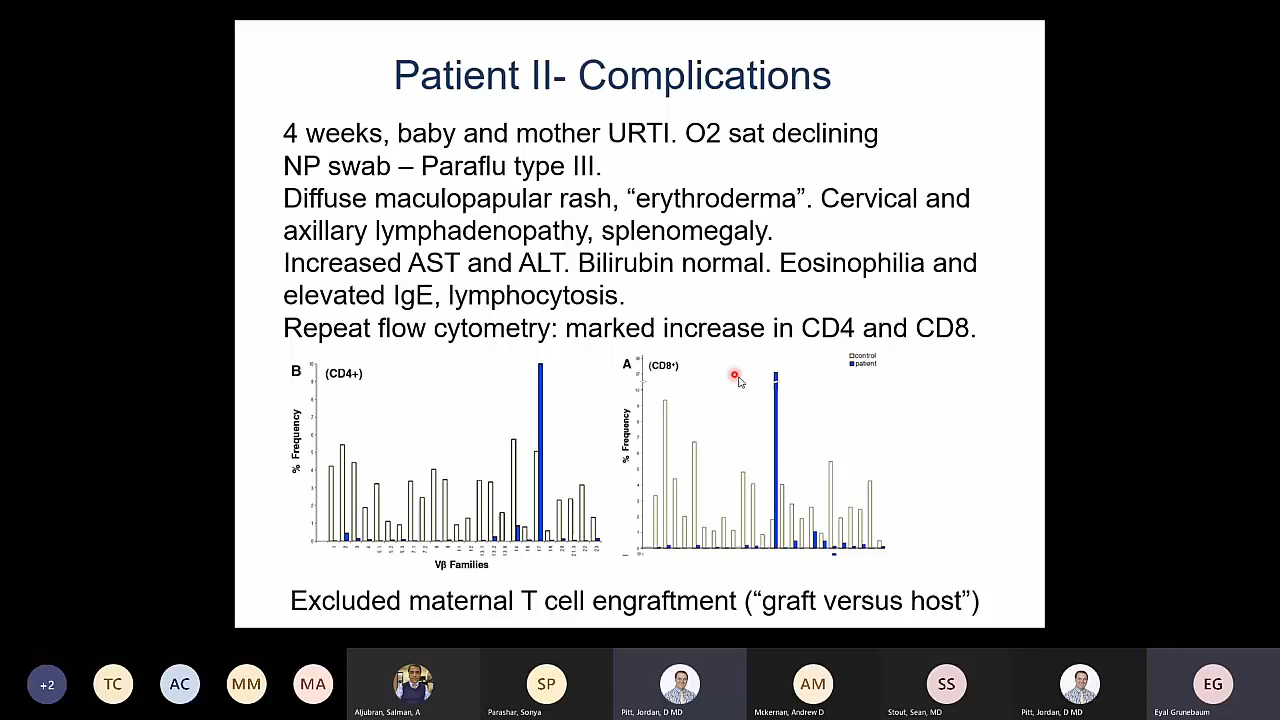 Patient II- Complications
4 weeks, baby and mother URTI. O2 sat declining
NP swab – Paraflu type III.
Diffuse maculopapular rash, “erythroderma”. Cervical and
axillary lymphadenopathy, splenomegaly.
Increased AST and ALT. Bilirubin normal. Eosinophilia and
elevated IgE, lymphocytosis.
Repeat flow cytometry: marked increase in CD4 and CD8.
B
(CD4+)
% Frequency
Vβ Families
A
(CD8+)
% Frequency
control
patient
Excluded maternal T cell engraftment (“graft versus host”)
+2
TC
AC
MM
MA
Aljubran, Salman, A
SP
Parashar, Sonya
Pitt, Jordan, D MD
AM
Mckernan, Andrew D
SS
Stout, Sean, MD
Pitt, Jordan, D MD
EG
Eyal Grunebaum